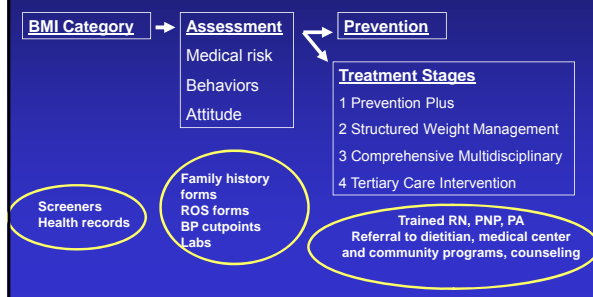 BMI Category
Assessment
Medical risk
Behaviors
Attitude
Prevention
Treatment Stages
1 Prevention Plus
2 Structured Weight Management
3 Comprehensive Multidisciplinary
4 Tertiary Care Intervention
Screeners
Health records
Family history
forms
ROS forms
BP cutpoints
Labs
Trained RN, PNP, PA
Referral to dietitian, medical center
and community programs, counseling